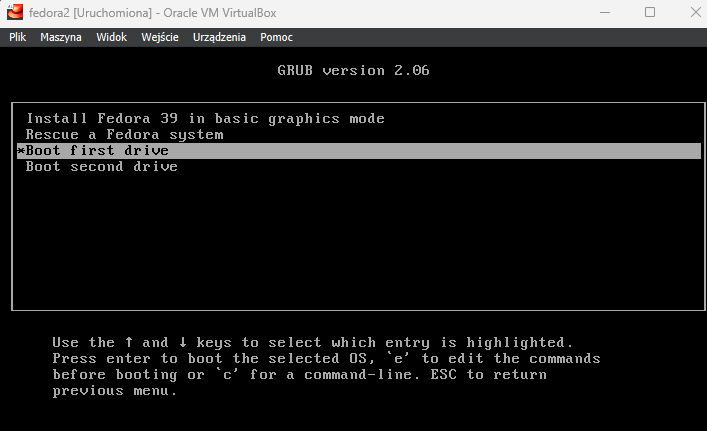 fedora2 [Uruchomiona] - Oracle VM VirtualBox
Plik Maszyna Widok Wejście Urządzenia Pomoc
GRUB version 2.06
Install Fedora 39 in basic graphics mode
Rescue a Fedora system
*Boot first drive
Boot second drive
Use the ↑ and ↓ keys to select which entry is highlighted.
Press enter to boot the selected OS, `e' to edit the commands
before booting or `c' for a command-line. ESC to return
previous menu.